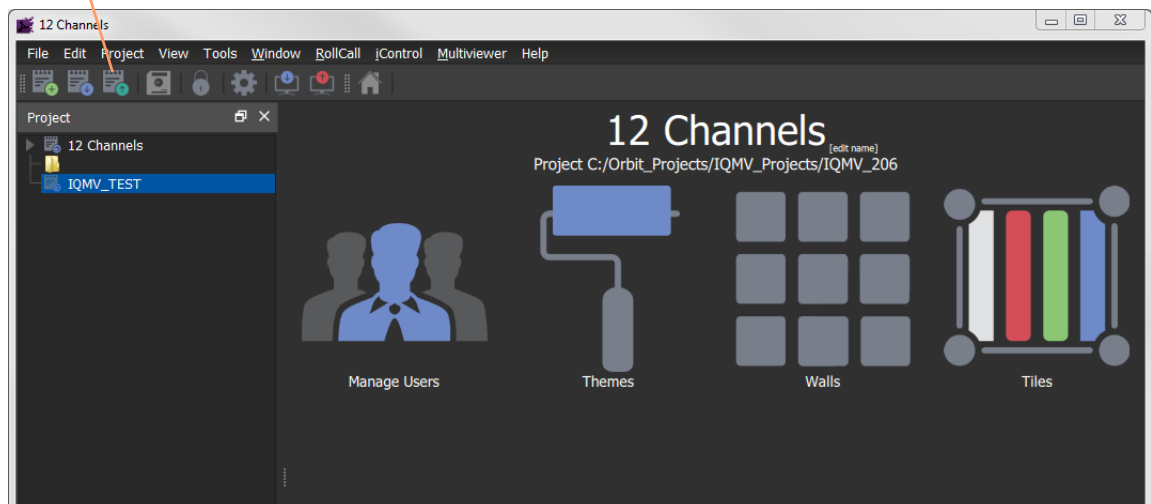 12 Channels
File Edit Project View Tools Window RollCall iControl Multiviewer Help
Project
12 Channels
IQMV_TEST
12 Channels [edit name]
Project C:/Orbit_Projects/IQMV_Projects/IQMV_206
Manage Users Themes Walls Tiles